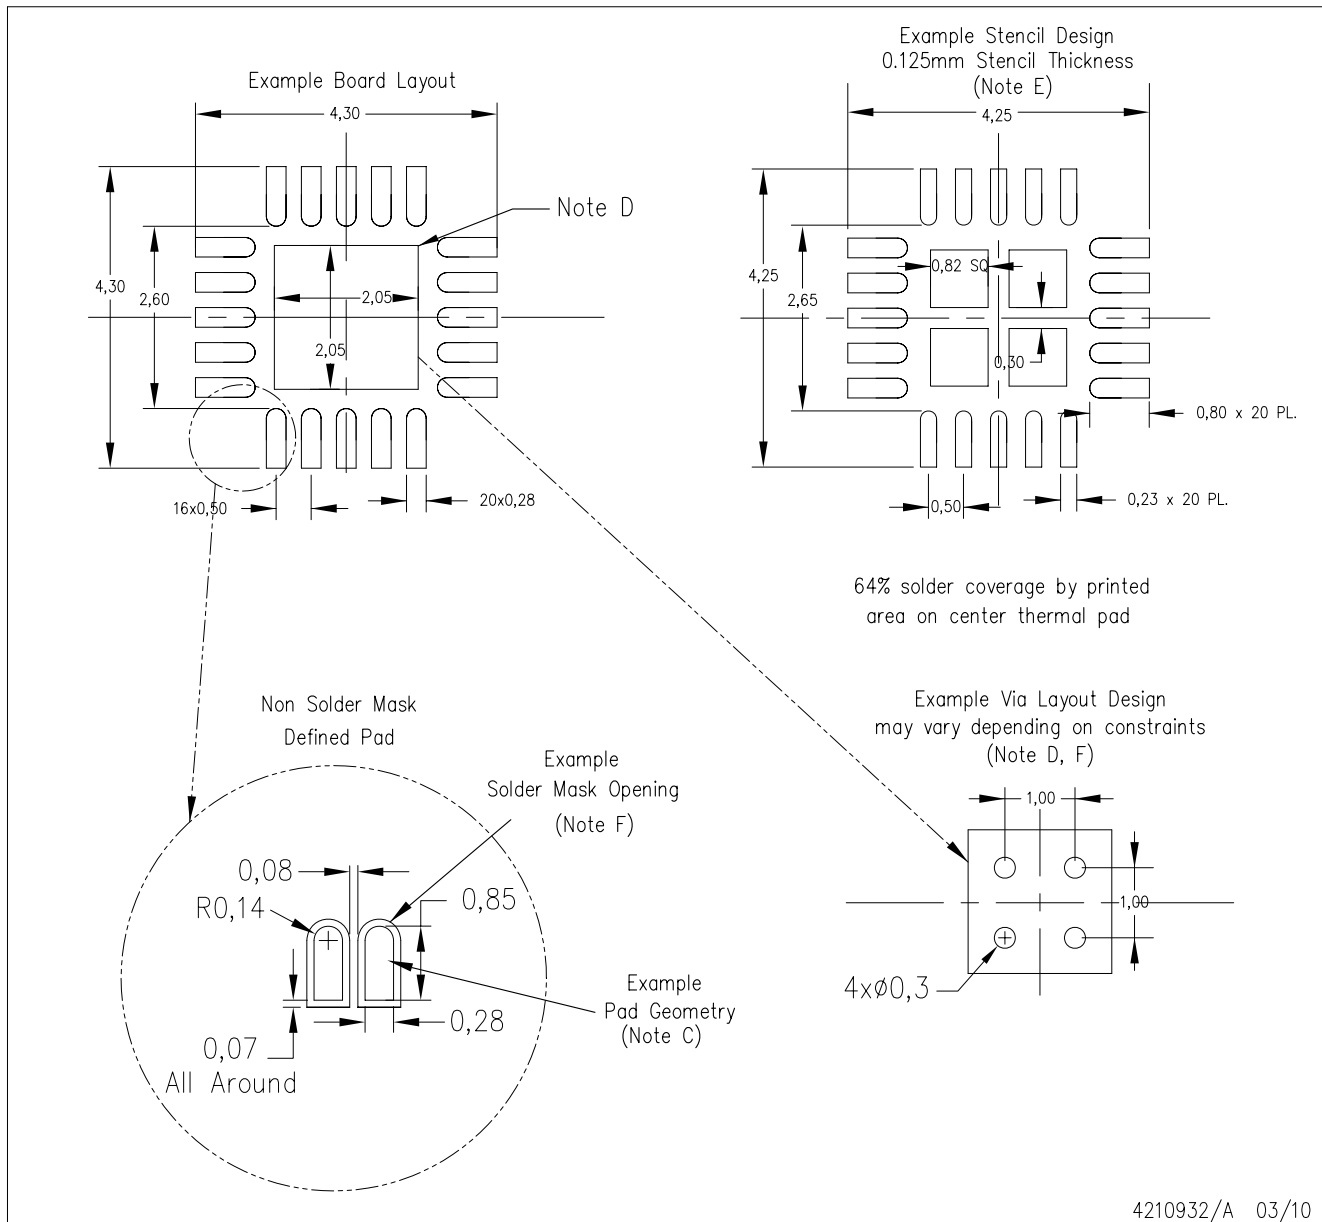 Example Board Layout
4,30
Note D
4,30
2,60
2,05
2,05
16x0,50
20x0,28
Example Stencil Design
0.125mm Stencil Thickness
(Note E)
4,25
4,25
2,65
0,82 SQ
0,30
0,80 x 20 PL.
0,50
0,23 x 20 PL.
64% solder coverage by printed
area on center thermal pad
Non Solder Mask
Defined Pad
Example
Solder Mask Opening
(Note F)
0,08
R0,14
0,85
Example
Pad Geometry
(Note C)
0,28
0,07
All Around
Example Via Layout Design
may vary depending on constraints
(Note D, F)
1,00
1,00
4xø0,3
4210932/A 03/10